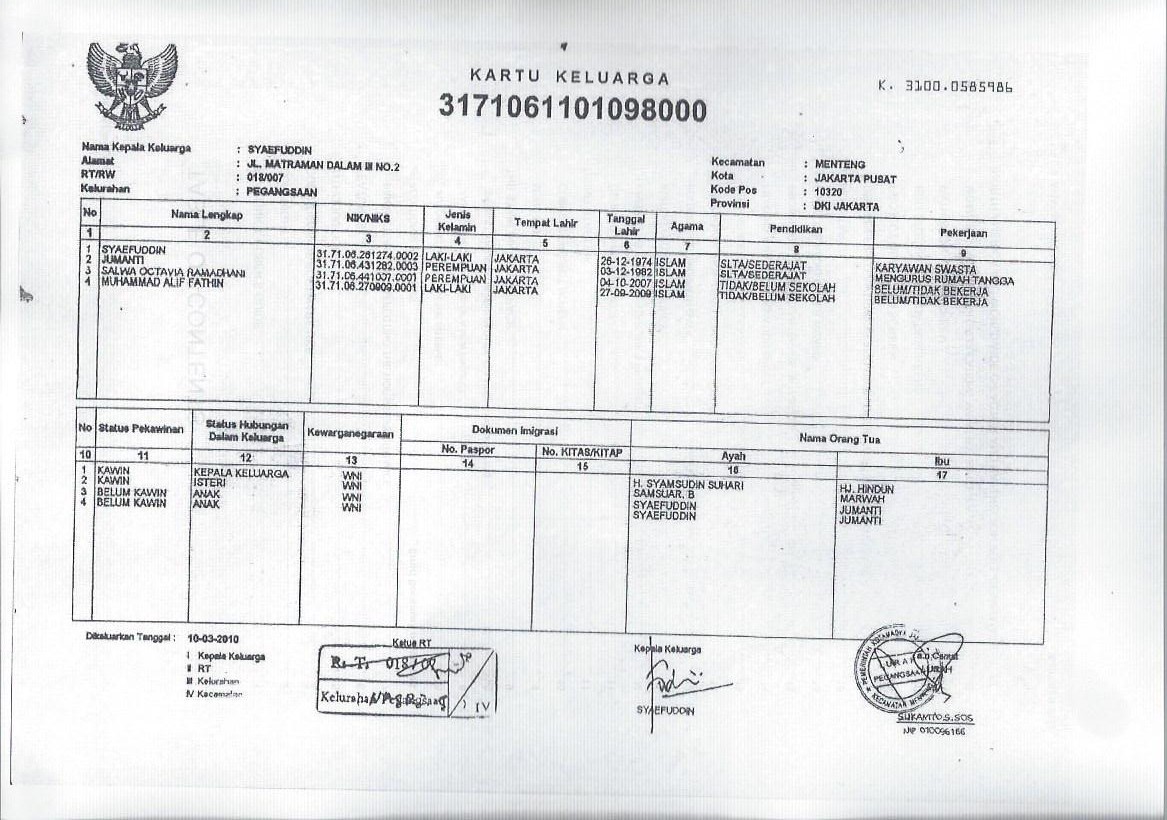 KARTU KELUARGA
3171061101098000
K. 3100.0585986
Nama Kepala Keluarga : SYAEFUDDIN
Alamat : JL. MATRAMAN DALAM III NO.2
RT/RW : 018/007
Kelurahan : PEGANGSAAN
Kecamatan : MENTENG
Kota : JAKARTA PUSAT
Kode Pos : 10320
Provinsi : DKI JAKARTA
No Nama Lengkap NIK/NIKS Jenis Kelamin Tempat Lahir Tanggal Lahir Agama Pendidikan Pekerjaan
1 2 3 4 5 6 7 8 9
1 SYAEFUDDIN 31.71.06.261274.0002 LAKI-LAKI JAKARTA 26-12-1974 ISLAM SLTA/SEDERAJAT KARYAWAN SWASTA
2 JUMANTI 31.71.06.431282.0003 PEREMPUAN JAKARTA 03-12-1982 ISLAM SLTA/SEDERAJAT MENGURUS RUMAH TANGGA
3 SALWA OCTAVIA RAMADHANI 31.71.06.441007.0001 PEREMPUAN JAKARTA 04-10-2007 ISLAM TIDAK/BELUM SEKOLAH BELUM/TIDAK BEKERJA
4 MUHAMMAD ALIF FATHIN 31.71.06.270909.0001 LAKI-LAKI JAKARTA 27-09-2009 ISLAM TIDAK/BELUM SEKOLAH BELUM/TIDAK BEKERJA
No Status Pekawinan Status Hubungan Dalam Keluarga Kewarganegaraan Dokumen Imigrasi Nama Orang Tua
No. Paspor No. KITAS/KITAP Ayah Ibu
10 11 12 13 14 15 16 17
1 KAWIN KEPALA KELUARGA WNI H. SYAMSUDIN SUHARI HJ. HINDUN
2 KAWIN ISTERI WNI SAMSUAR, B MARWAH
3 BELUM KAWIN ANAK WNI SYAEFUDDIN JUMANTI
4 BELUM KAWIN ANAK WNI SYAEFUDDIN JUMANTI
Dikeluarkan Tanggal : 10-03-2010
I Kepala Keluarga
II RT
III Kelurahan
IV Kecamatan
Ketua RT
R.T. 018/07
Kelurahan Pegangsaan
IV
Kepala Keluarga
SYAEFUDDIN
a.n. Camat
PEGANGSAAN
SUKAMTO.S.SOS
NIP 010096166